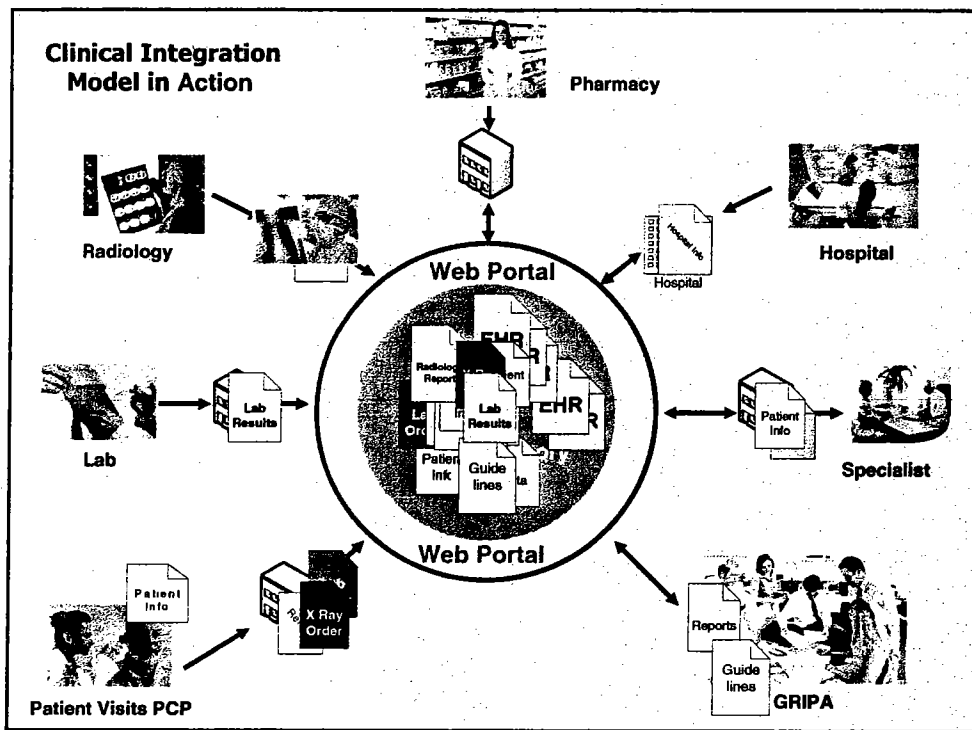 Clinical Integration
Model in Action
Pharmacy
Radiology
Hospital Info
Hospital
Hospital
Web Portal
EHR
Radiology
Report
EHR
Lab
Results
Guide
lines
Web Portal
Lab
Results
Lab
Patient
Info
Specialist
Patient
Info
X Ray
Order
Patient Visits PCP
Reports
Guide
lines
GRIPA